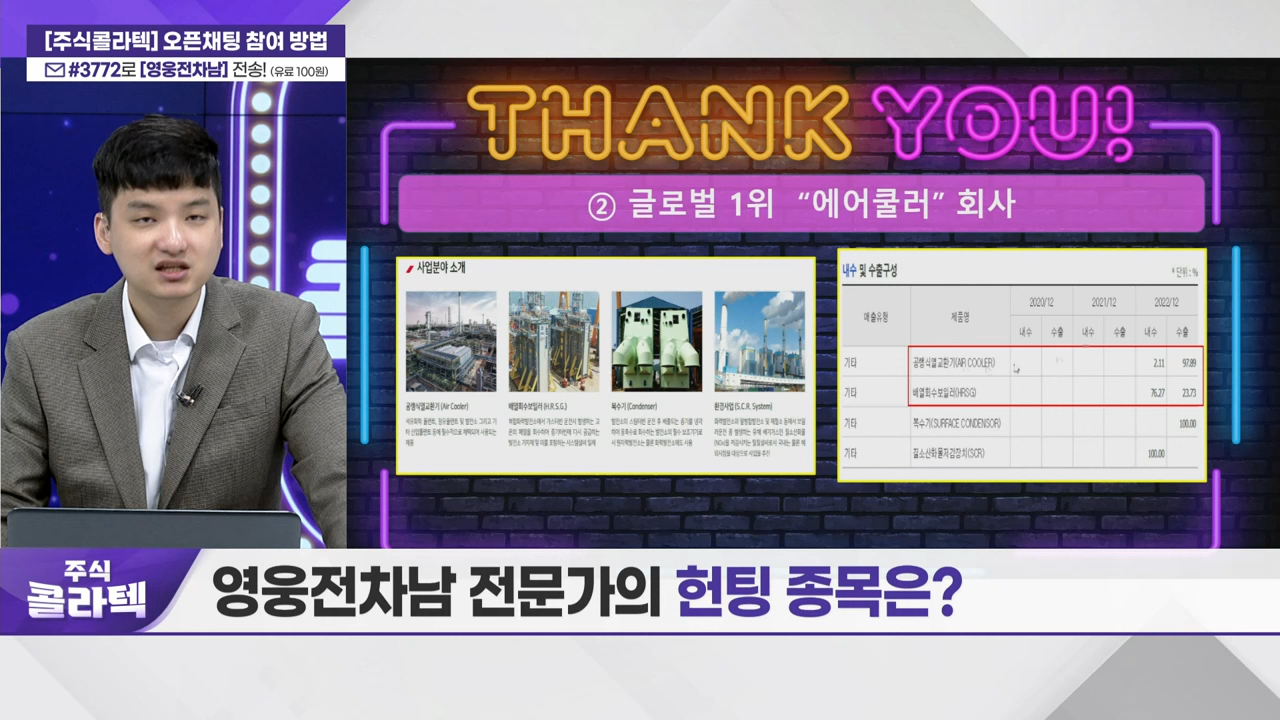 [주식콜라텍] 오픈채팅 참여 방법
#3772로 [영웅전차남] 전송! (유료 100원)
THANK YOU!
② 글로벌 1위 “에어쿨러” 회사
사업분야 소개
공랭식열교환기 (Air Cooler)
배열회수보일러 (H.R.S.G.)
복수기 (Condenser)
환경사업 (S.C.R. System)
내수 및 수출구성
* 단위 : %
매출유형 제품명 2020/12 2021/12 2022/12
내수 수출 내수 수출 내수 수출
기타 공랭식열교환기(AIR COOLER) 2.11 97.89
기타 배열회수보일러(HRSG) 76.27 23.73
기타 복수기(SURFACE CONDENSOR) 100.00
기타 질소산화물저감장치(SCR) 100.00
주식
콜라텍
영웅전차남 전문가의 헌팅 종목은?